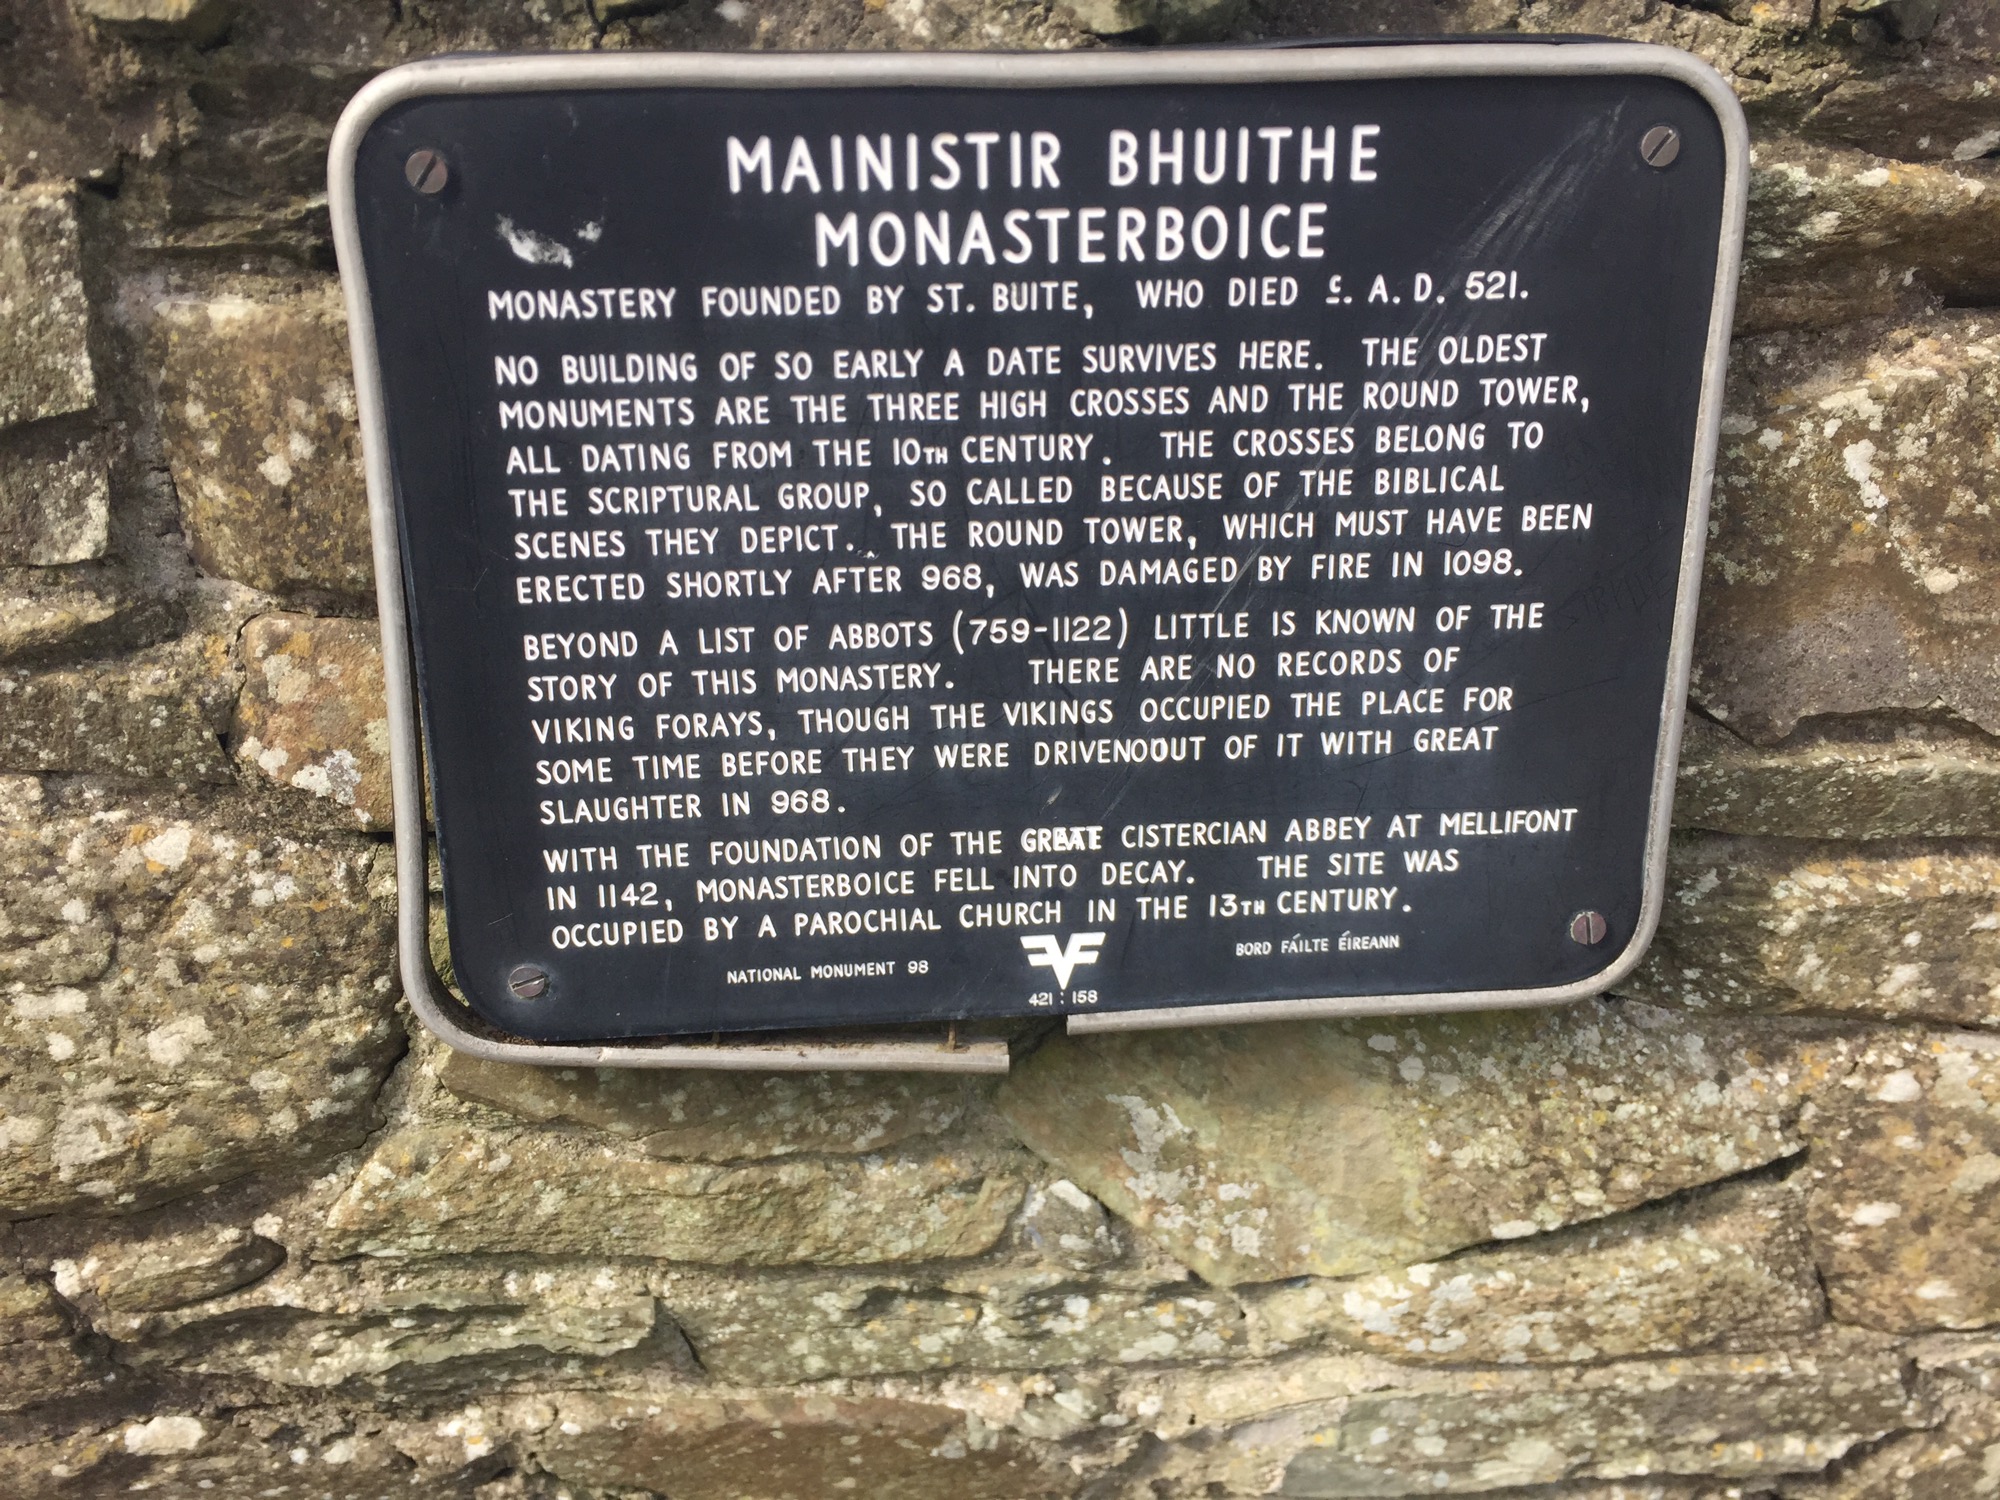 MAINISTIR BHUITHE
MONASTERBOICE
MONASTERY FOUNDED BY ST. BUITE, WHO DIED c. A. D. 521.
NO BUILDING OF SO EARLY A DATE SURVIVES HERE. THE OLDEST
MONUMENTS ARE THE THREE HIGH CROSSES AND THE ROUND TOWER,
ALL DATING FROM THE 10TH CENTURY. THE CROSSES BELONG TO
THE SCRIPTURAL GROUP, SO CALLED BECAUSE OF THE BIBLICAL
SCENES THEY DEPICT. THE ROUND TOWER, WHICH MUST HAVE BEEN
ERECTED SHORTLY AFTER 968, WAS DAMAGED BY FIRE IN 1098.
BEYOND A LIST OF ABBOTS (759-1122) LITTLE IS KNOWN OF THE
STORY OF THIS MONASTERY. THERE ARE NO RECORDS OF
VIKING FORAYS, THOUGH THE VIKINGS OCCUPIED THE PLACE FOR
SOME TIME BEFORE THEY WERE DRIVENOOUT OF IT WITH GREAT
SLAUGHTER IN 968.
WITH THE FOUNDATION OF THE GREAT CISTERCIAN ABBEY AT MELLIFONT
IN 1142, MONASTERBOICE FELL INTO DECAY. THE SITE WAS
OCCUPIED BY A PAROCHIAL CHURCH IN THE 13TH CENTURY.
NATIONAL MONUMENT 98
421 : 158
BORD FÁILTE ÉIREANN